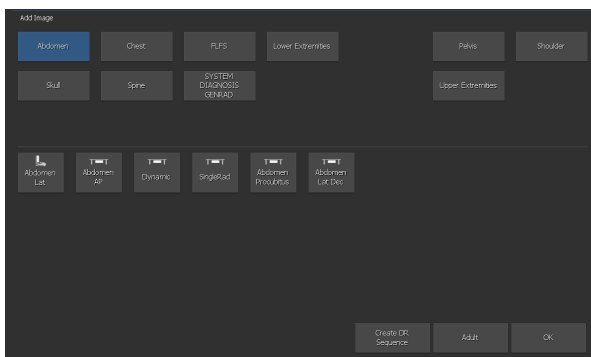 Add Image
Abdomen
Chest
FLFS
Lower Extremities
Pelvis
Shoulder
Skull
Spine
SYSTEM
DIAGNOSIS
GENRAD
Upper Extremities
Abdomen
Lat
Abdomen
AP
Dynamic
SingleRad
Abdomen
Procubitus
Abdomen
Lat Dec
Create DR
Sequence
Adult
OK